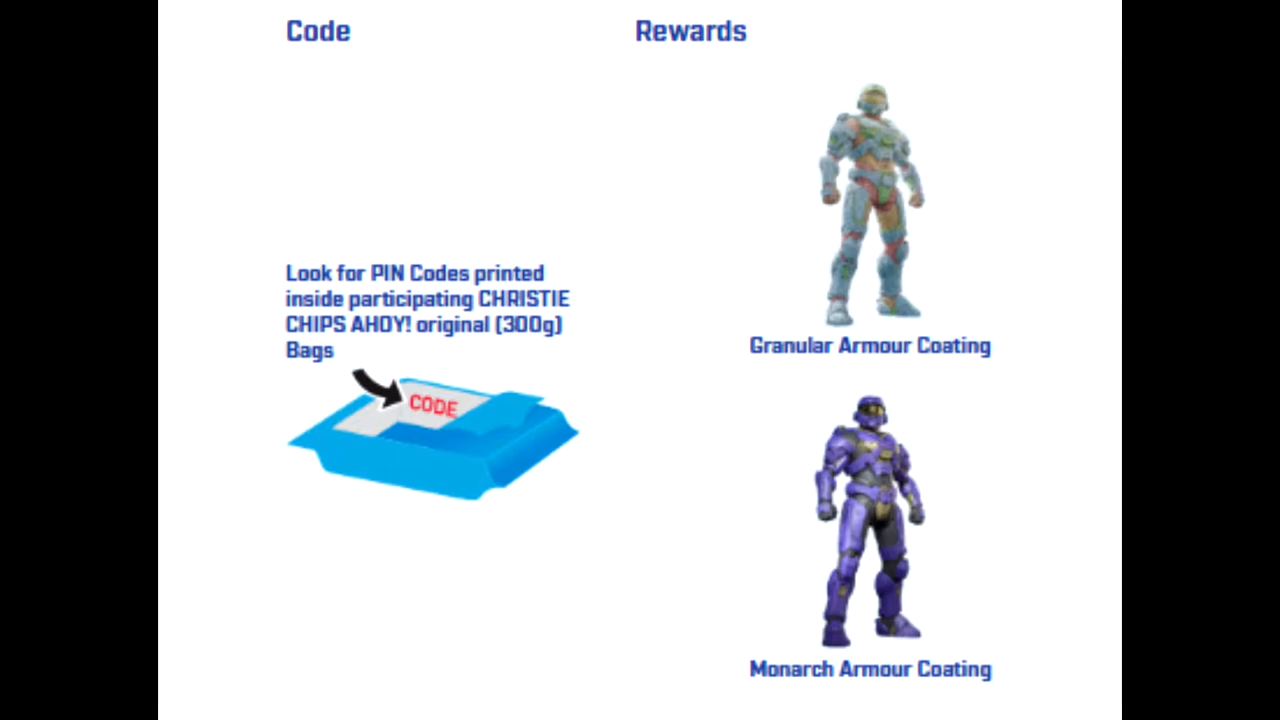 Code
Rewards
Look for PIN Codes printed
inside participating CHRISTIE
CHIPS AHOY! original (300g)
Bags
CODE
Granular Armour Coating
Monarch Armour Coating